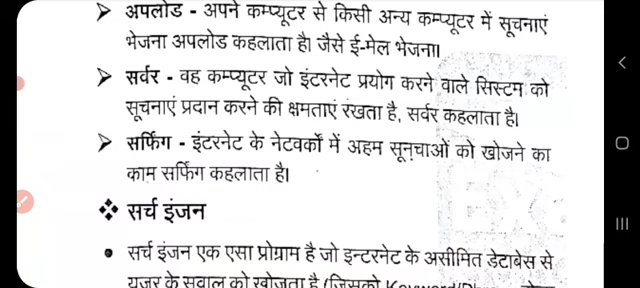 ➢ अपलोड - अपने कम्प्यूटर से किसी अन्य कम्प्यूटर में सूचनाएं
भेजना अपलोड कहलाता है। जैसे ई-मेल भेजना।
➢ सर्वर - वह कम्प्यूटर जो इंटरनेट प्रयोग करने वाले सिस्टम को
सूचनाएं प्रदान करने की क्षमताएं रखता है, सर्वर कहलाता है।
➢ सर्फिंग - इंटरनेट के नेटवर्कों में अहम सूनचाओं को खोजने का
काम सर्फिंग कहलाता है।
❖ सर्च इंजन
• सर्च इंजन एक एसा प्रोग्राम है जो इन्टरनेट के असीमित डेटाबेस से
यूजर के सवाल को खोजता है (जिसको